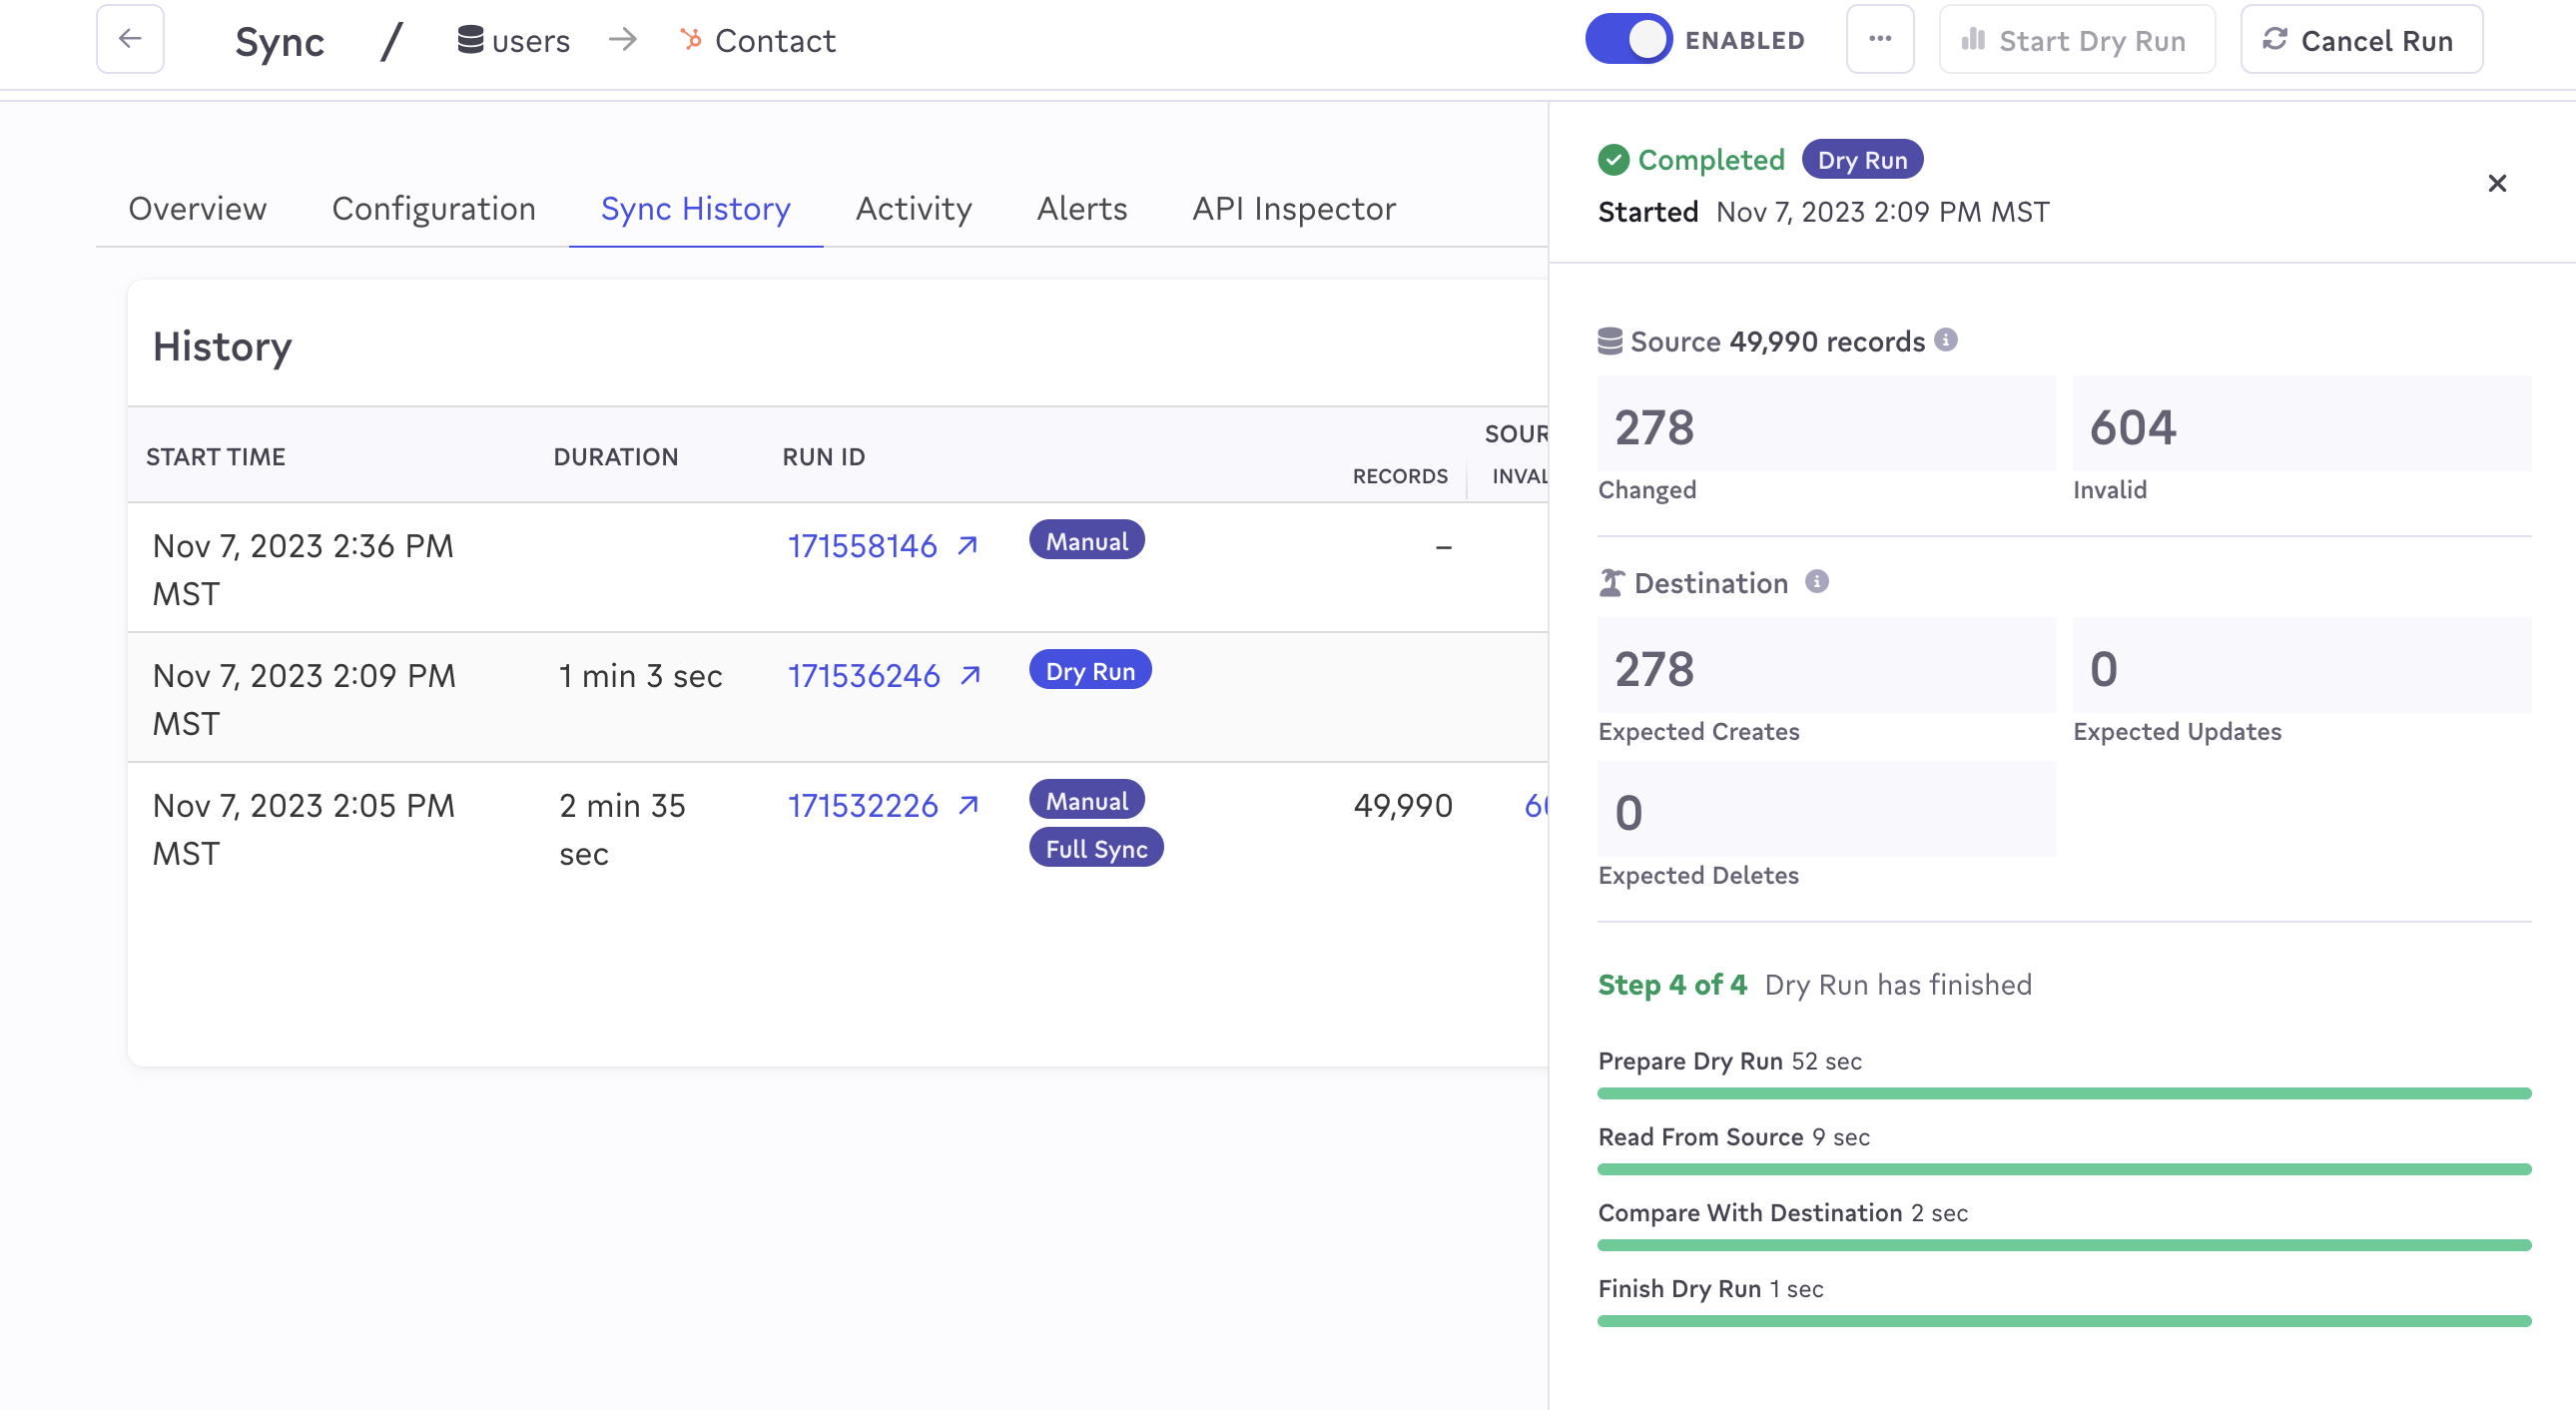 Sync / users → Contact
ENABLED
Start Dry Run
Cancel Run
Overview Configuration Sync History Activity Alerts API Inspector
History
START TIME DURATION RUN ID RECORDS
Nov 7, 2023 2:36 PM MST
171558146
Manual
–
Nov 7, 2023 2:09 PM MST
1 min 3 sec
171536246
Dry Run
Nov 7, 2023 2:05 PM MST
2 min 35 sec
171532226
Manual
Full Sync
49,990
Completed Dry Run
Started Nov 7, 2023 2:09 PM MST
Source 49,990 records
278
Changed
604
Invalid
Destination
278
Expected Creates
0
Expected Updates
0
Expected Deletes
Step 4 of 4 Dry Run has finished
Prepare Dry Run 52 sec
Read From Source 9 sec
Compare With Destination 2 sec
Finish Dry Run 1 sec